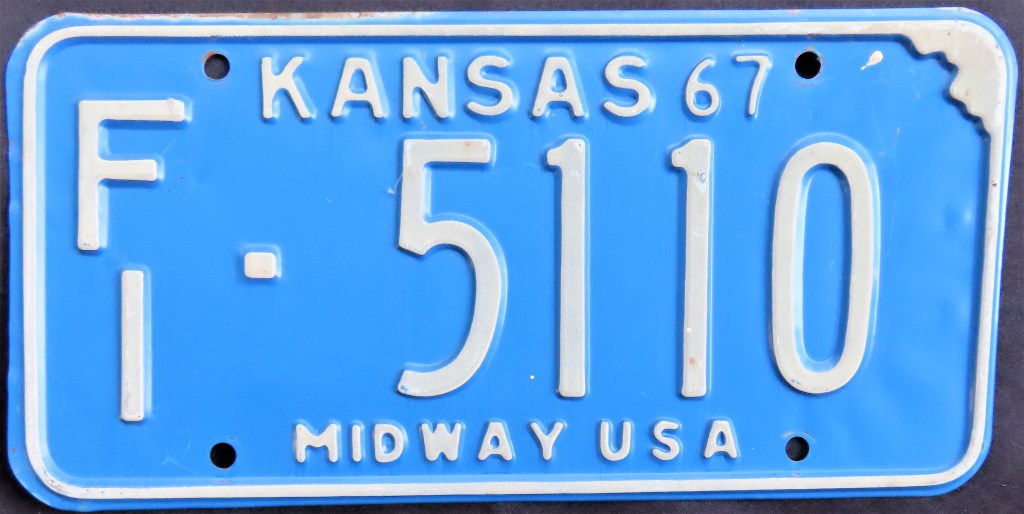 KANSAS 67
FI · 5110
MIDWAY USA